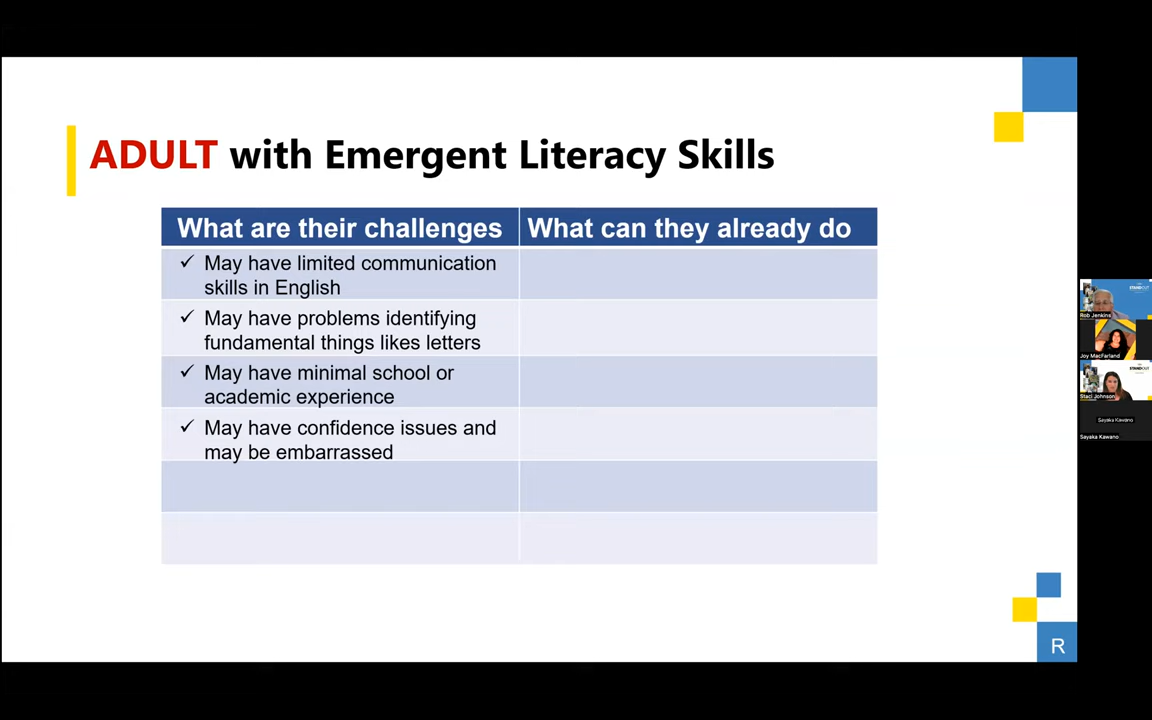 ADULT with Emergent Literacy Skills
What are their challenges
What can they already do
✓ May have limited communication
skills in English
✓ May have problems identifying
fundamental things likes letters
✓ May have minimal school or
academic experience
✓ May have confidence issues and
may be embarrassed
R
STANDOUT
Rob Jenkins
Joy MacFarland
STANDOUT
Staci Johnson
Sayaka Kawano
Sayaka Kawano